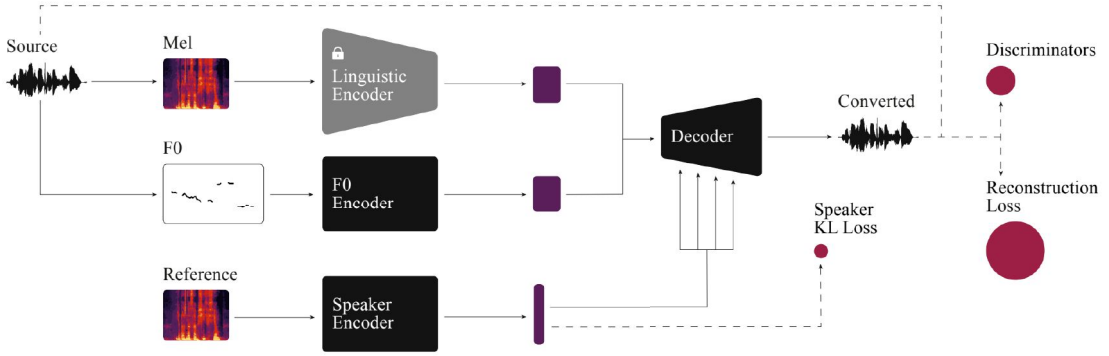 Source
Mel
Linguistic
Encoder
F0
F0
Encoder
Reference
Speaker
Encoder
Decoder
Converted
Speaker
KL Loss
Discriminators
Reconstruction
Loss